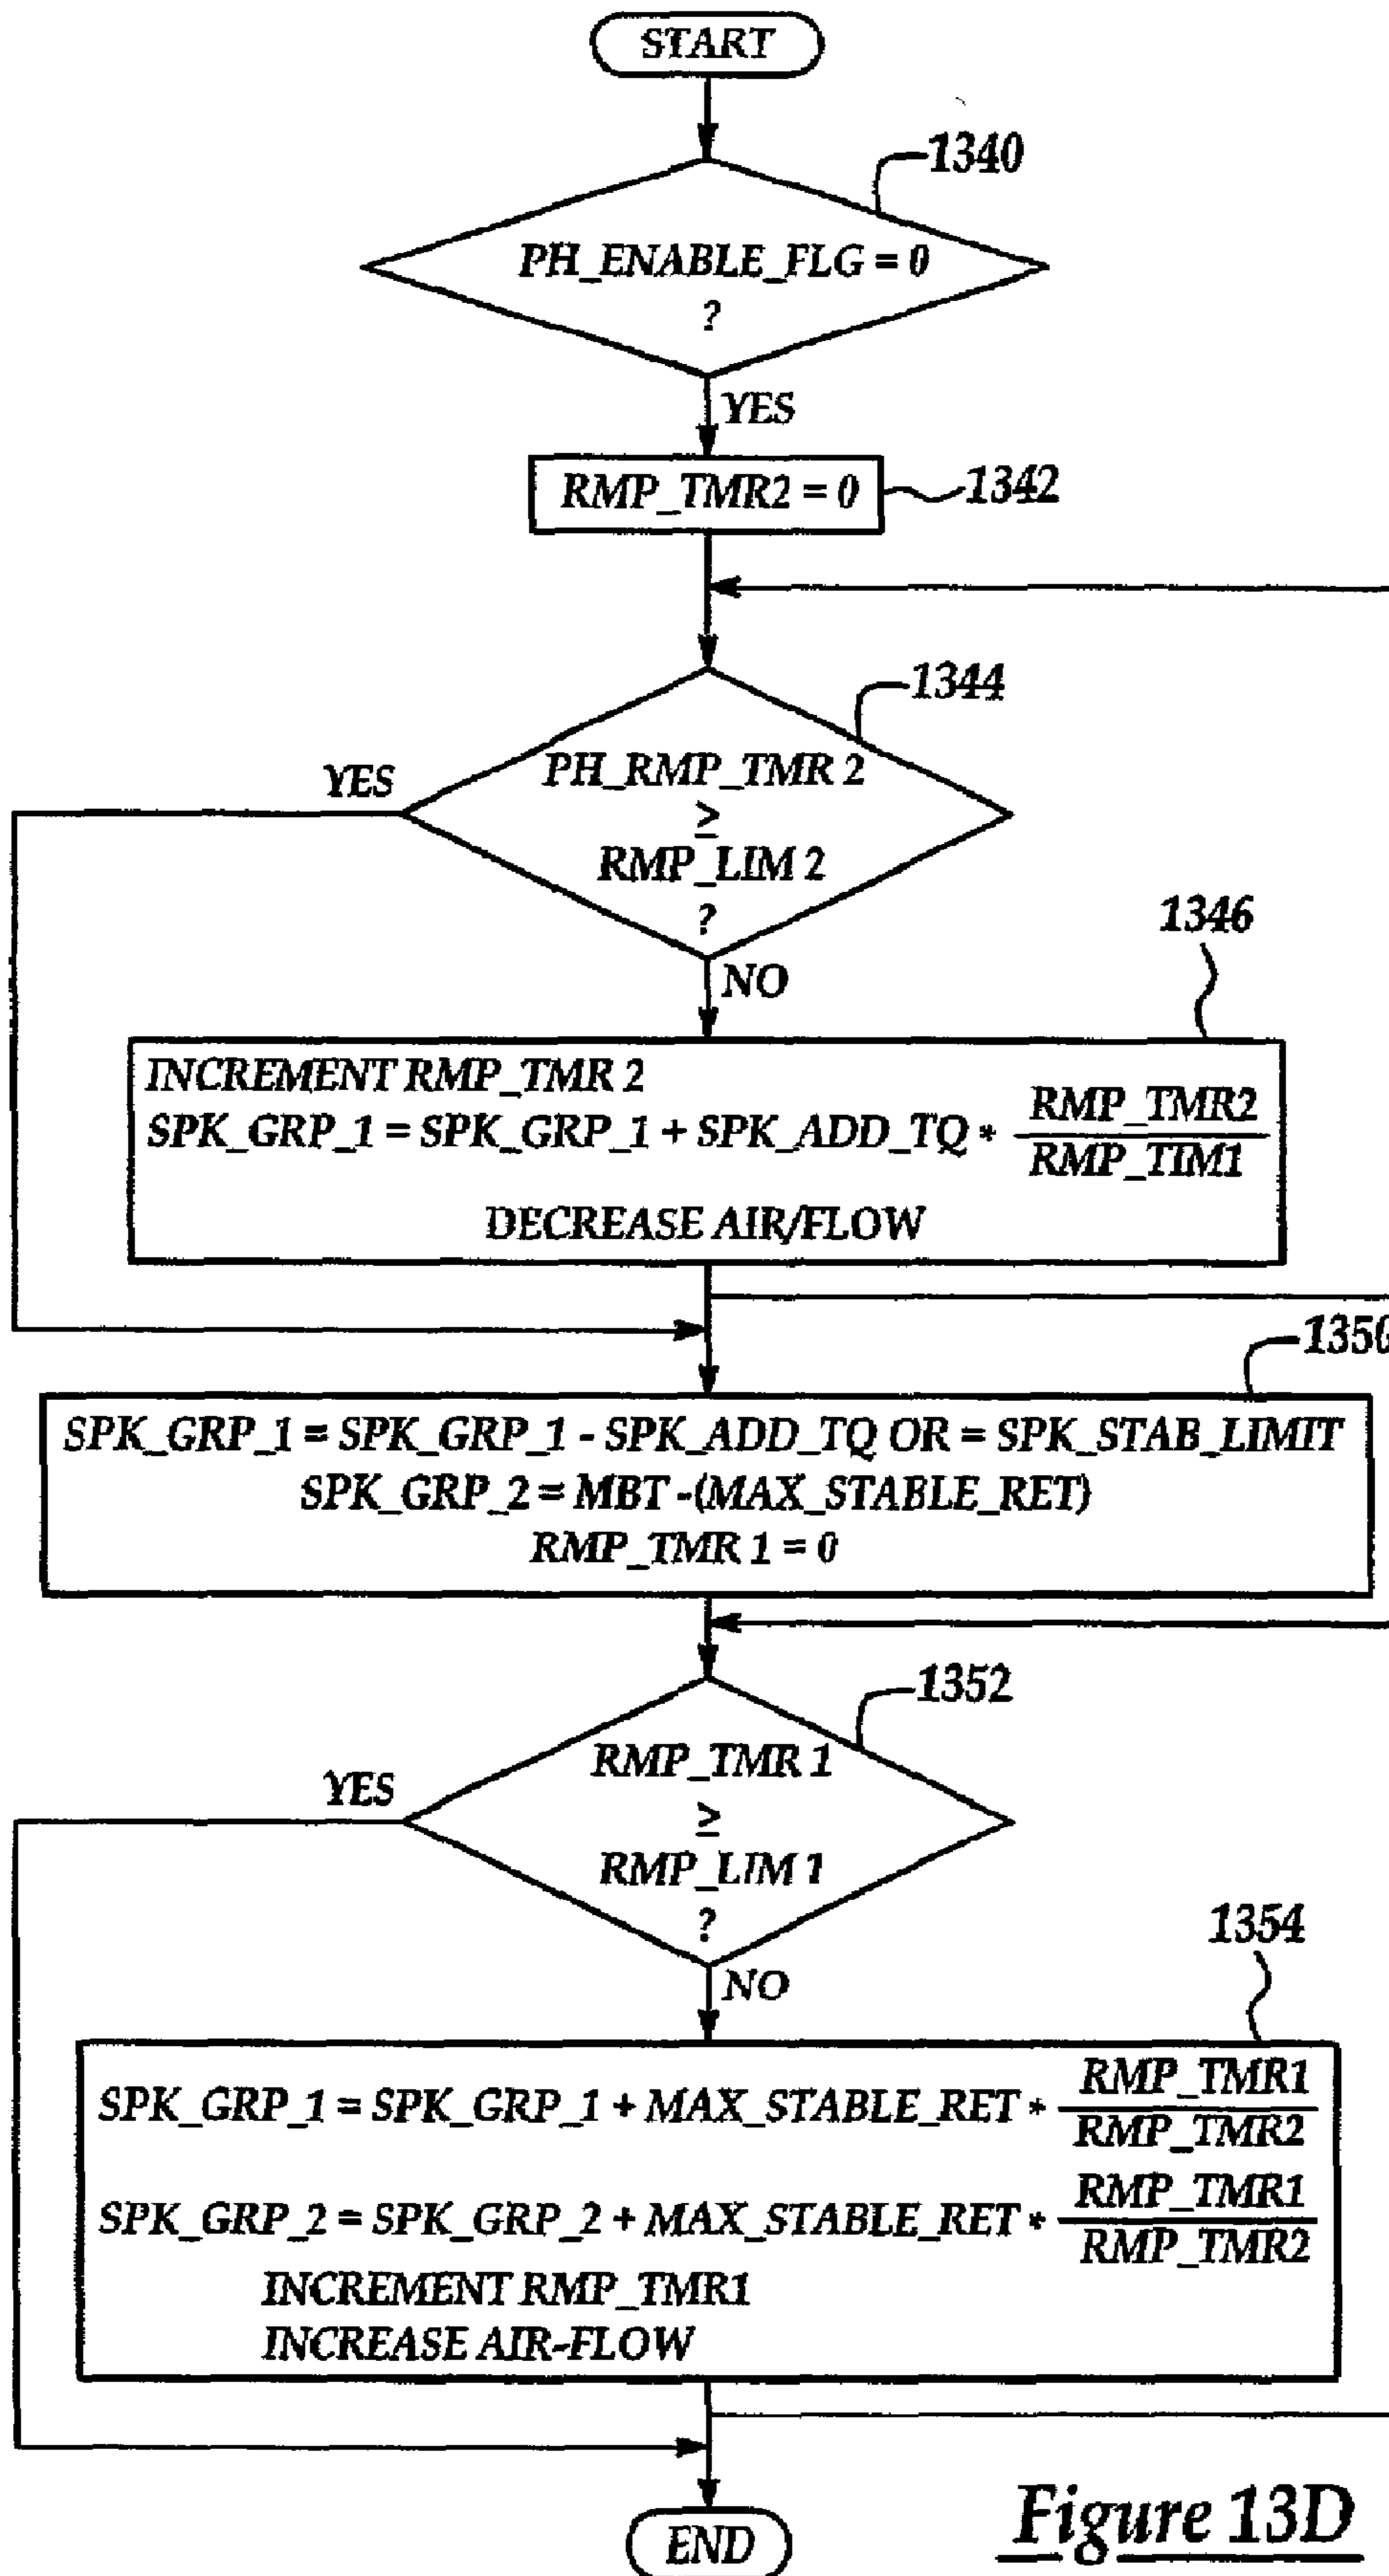 START
1340
PH_ENABLE_FLG = 0
?
YES
RMP_TMR2 = 0
1342
1344
YES
PH_RMP_TMR 2
≥
RMP_LIM 2
?
NO
1346
INCREMENT RMP_TMR 2
SPK_GRP_1 = SPK_GRP_1 + SPK_ADD_TQ * RMP_TMR2
RMP_TIM1
DECREASE AIR/FLOW
1350
SPK_GRP_1 = SPK_GRP_1 - SPK_ADD_TQ OR = SPK_STAB_LIMIT
SPK_GRP_2 = MBT -(MAX_STABLE_RET)
RMP_TMR 1 = 0
1352
YES
RMP_TMR 1
≥
RMP_LIM 1
?
NO
1354
SPK_GRP_1 = SPK_GRP_1 + MAX_STABLE_RET * RMP_TMR1
RMP_TMR2
SPK_GRP_2 = SPK_GRP_2 + MAX_STABLE_RET * RMP_TMR1
RMP_TMR2
INCREMENT RMP_TMR1
INCREASE AIR-FLOW
END
Figure 13D